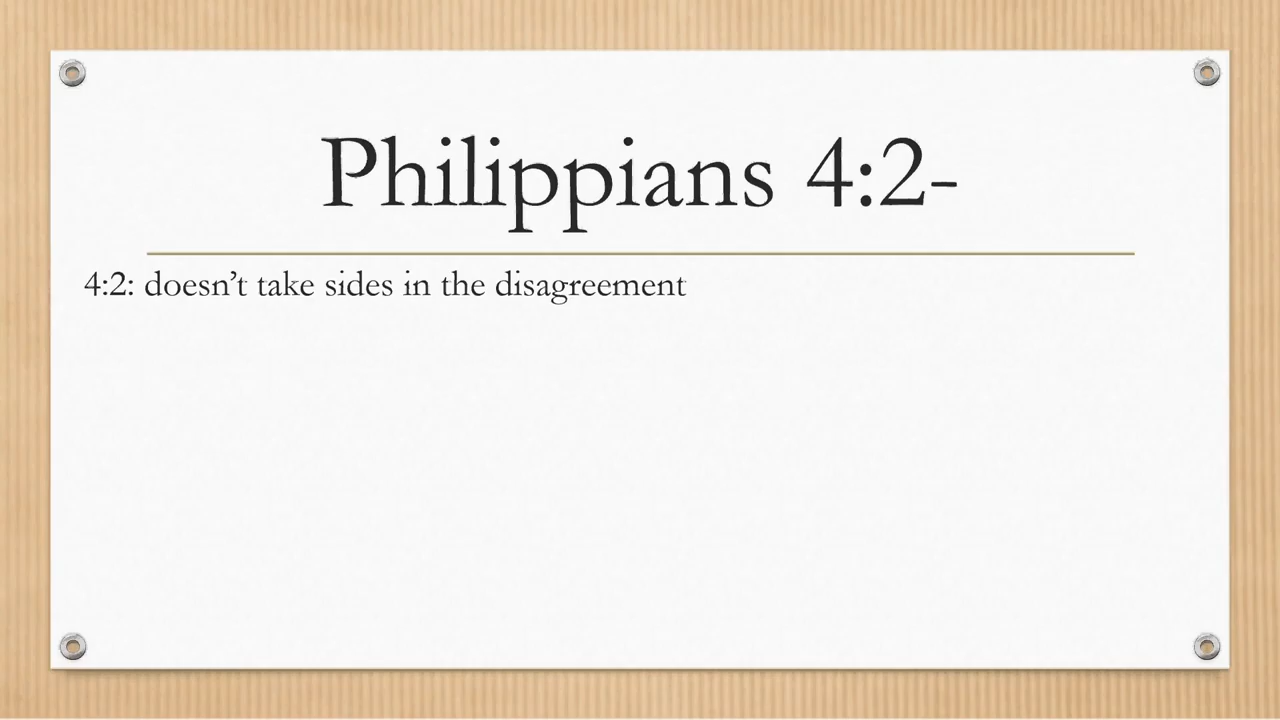 Philippians 4:2-
4:2: doesn’t take sides in the disagreement